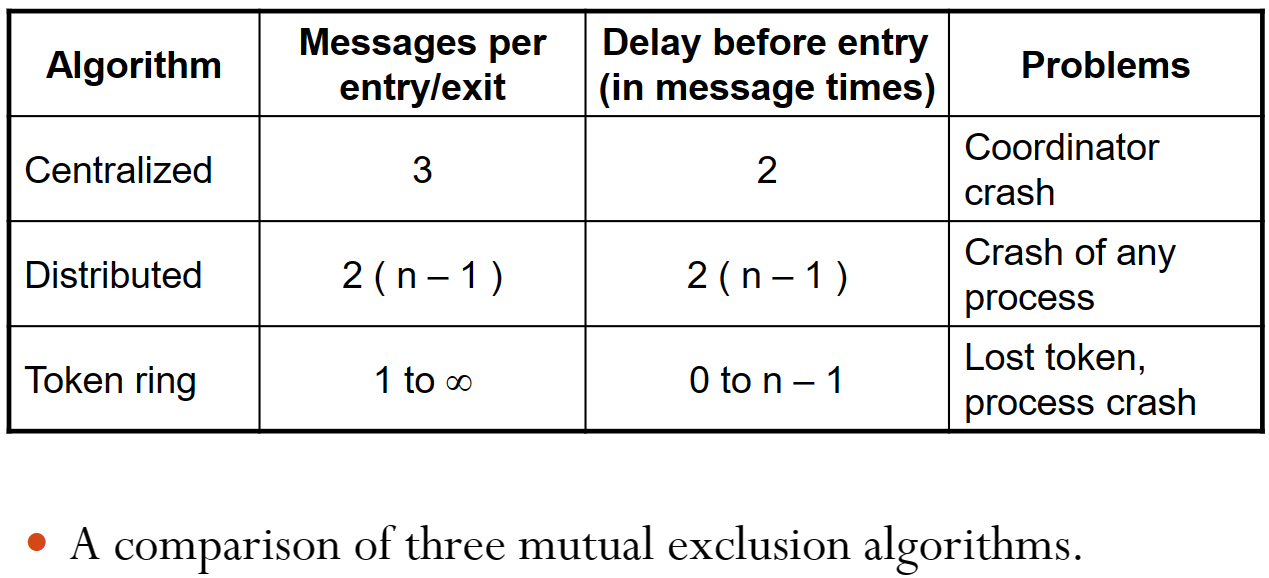 Algorithm
Messages per
entry/exit
Delay before entry
(in message times)
Problems
Centralized
3
2
Coordinator
crash
Distributed
2 ( n – 1 )
2 ( n – 1 )
Crash of any
process
Token ring
1 to ∞
0 to n – 1
Lost token,
process crash
• A comparison of three mutual exclusion algorithms.